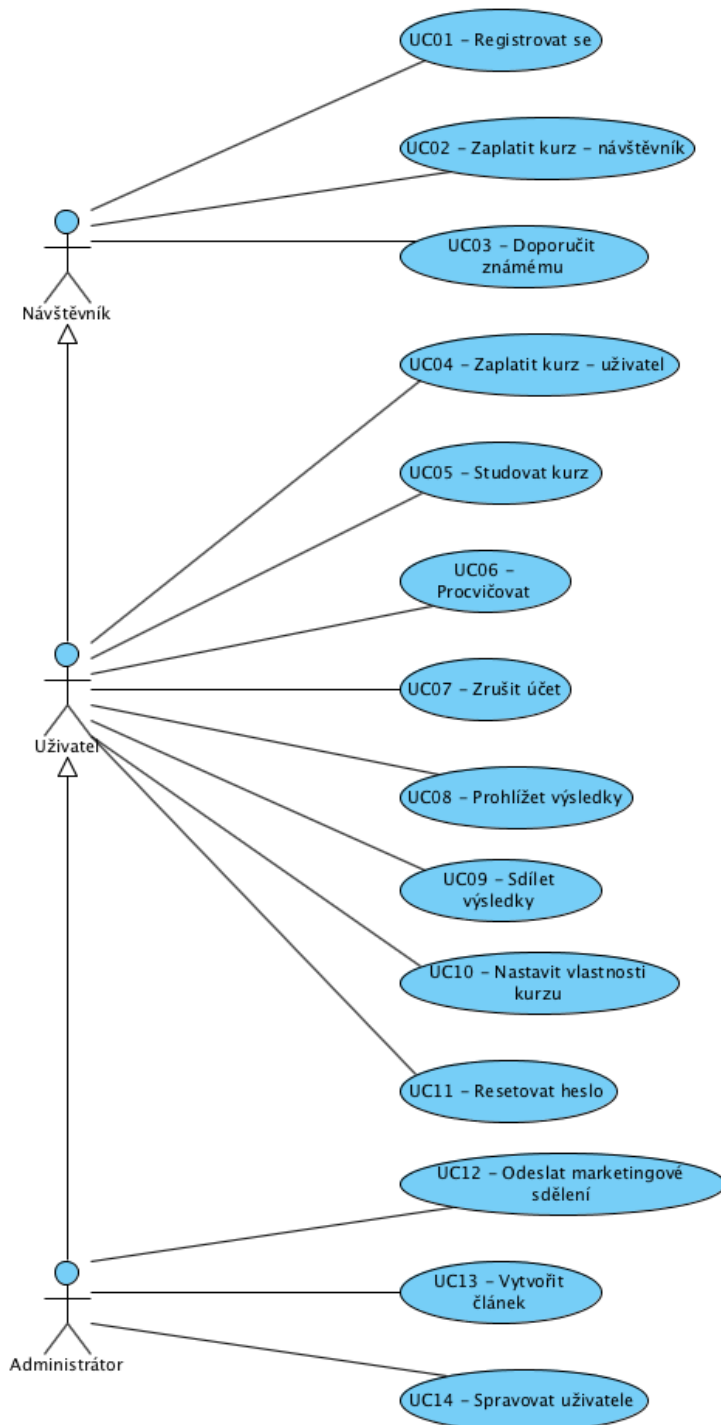 UC01 – Registrovat se
UC02 – Zaplatit kurz – návštěvník
UC03 – Doporučit
známému
Návštěvník
UC04 – Zaplatit kurz – uživatel
UC05 – Studovat kurz
UC06 –
Procvičovat
UC07 – Zrušit účet
Uživatel
UC08 – Prohlížet výsledky
UC09 – Sdílet
výsledky
UC10 – Nastavit vlastnosti
kurzu
UC11 – Resetovat heslo
UC12 – Odeslat marketingové
sdělení
UC13 – Vytvořit
článek
Administrátor
UC14 – Spravovat uživatele